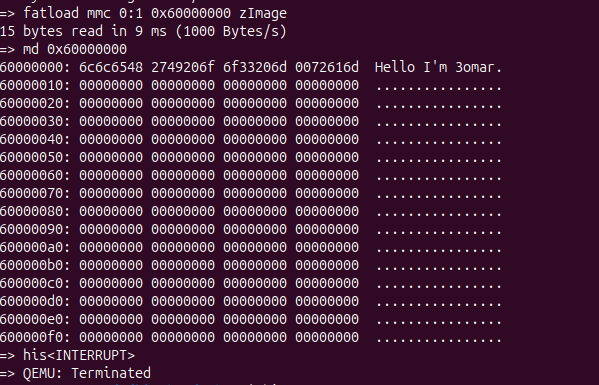 => fatload mmc 0:1 0x60000000 zImage
15 bytes read in 9 ms (1000 Bytes/s)
=> md 0x60000000
60000000: 6c6c6548 2749206f 6f33206d 0072616d  Hello I'm 3omar.
60000010: 00000000 00000000 00000000 00000000  ................
60000020: 00000000 00000000 00000000 00000000  ................
60000030: 00000000 00000000 00000000 00000000  ................
60000040: 00000000 00000000 00000000 00000000  ................
60000050: 00000000 00000000 00000000 00000000  ................
60000060: 00000000 00000000 00000000 00000000  ................
60000070: 00000000 00000000 00000000 00000000  ................
60000080: 00000000 00000000 00000000 00000000  ................
60000090: 00000000 00000000 00000000 00000000  ................
600000a0: 00000000 00000000 00000000 00000000  ................
600000b0: 00000000 00000000 00000000 00000000  ................
600000c0: 00000000 00000000 00000000 00000000  ................
600000d0: 00000000 00000000 00000000 00000000  ................
600000e0: 00000000 00000000 00000000 00000000  ................
600000f0: 00000000 00000000 00000000 00000000  ................
=> his<INTERRUPT>
=> QEMU: Terminated